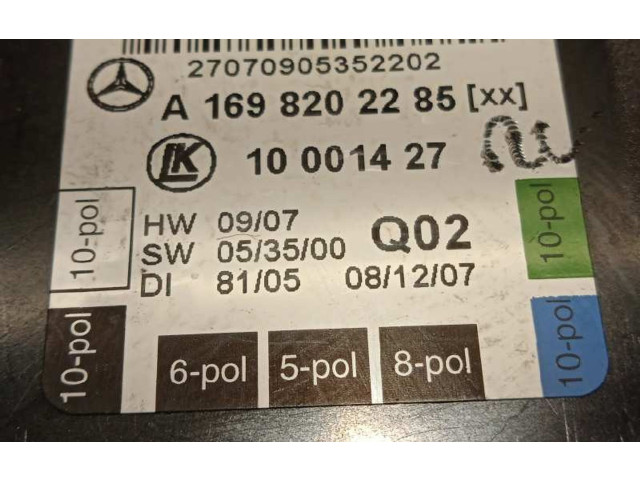 27070905352202
A 169 820 22 85 [xx]
LK
10 0014 27
HW 09/07
SW 05/35/00
DI 81/05 08/12/07
Q02
10-pol
10-pol
10-pol
10-pol
6-pol
5-pol
8-pol